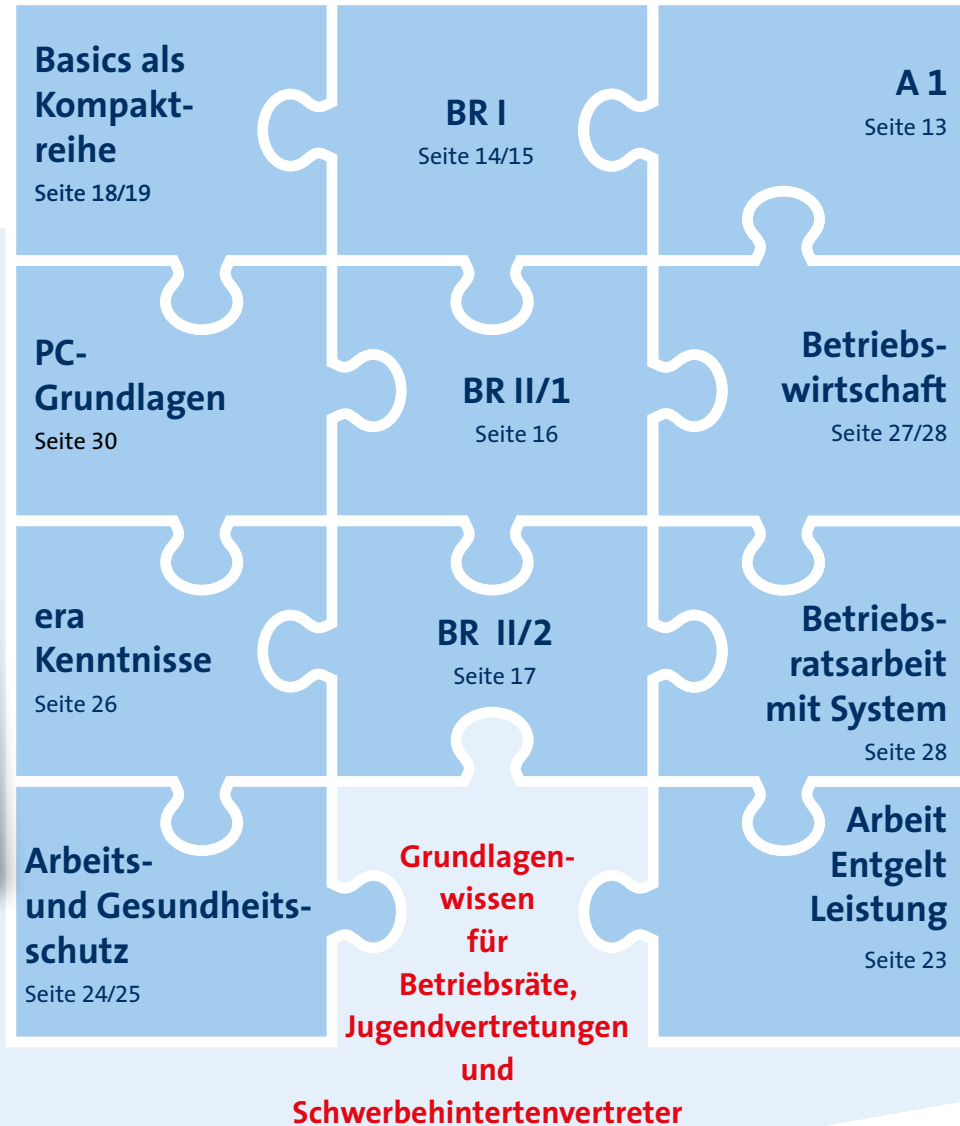 Basics als
Kompakt-
reihe
Seite 18/19
BR I
Seite 14/15
A 1
Seite 13
PC-
Grundlagen
Seite 30
BR II/1
Seite 16
Betriebs-
wirtschaft
Seite 27/28
era
Kenntnisse
Seite 26
BR II/2
Seite 17
Betriebs-
ratsarbeit
mit System
Seite 28
Arbeits-
und Gesundheits-
schutz
Seite 24/25
Grundlagen-
wissen
für
Betriebsräte,
Jugendvertretungen
und
Schwerbehintertenvertreter
Arbeit
Entgelt
Leistung
Seite 23